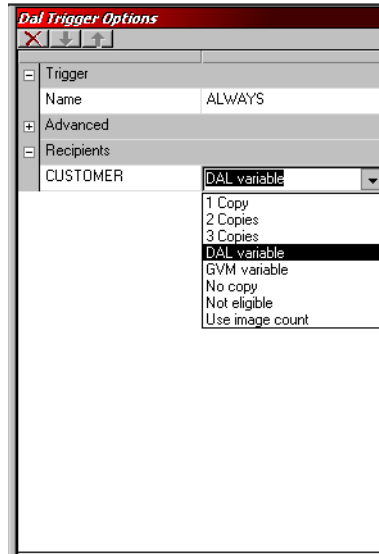 Dal Trigger Options
Trigger
Name ALWAYS
Advanced
Recipients
CUSTOMER DAL variable
1 Copy
2 Copies
3 Copies
DAL variable
GVM variable
No copy
Not eligible
Use image count